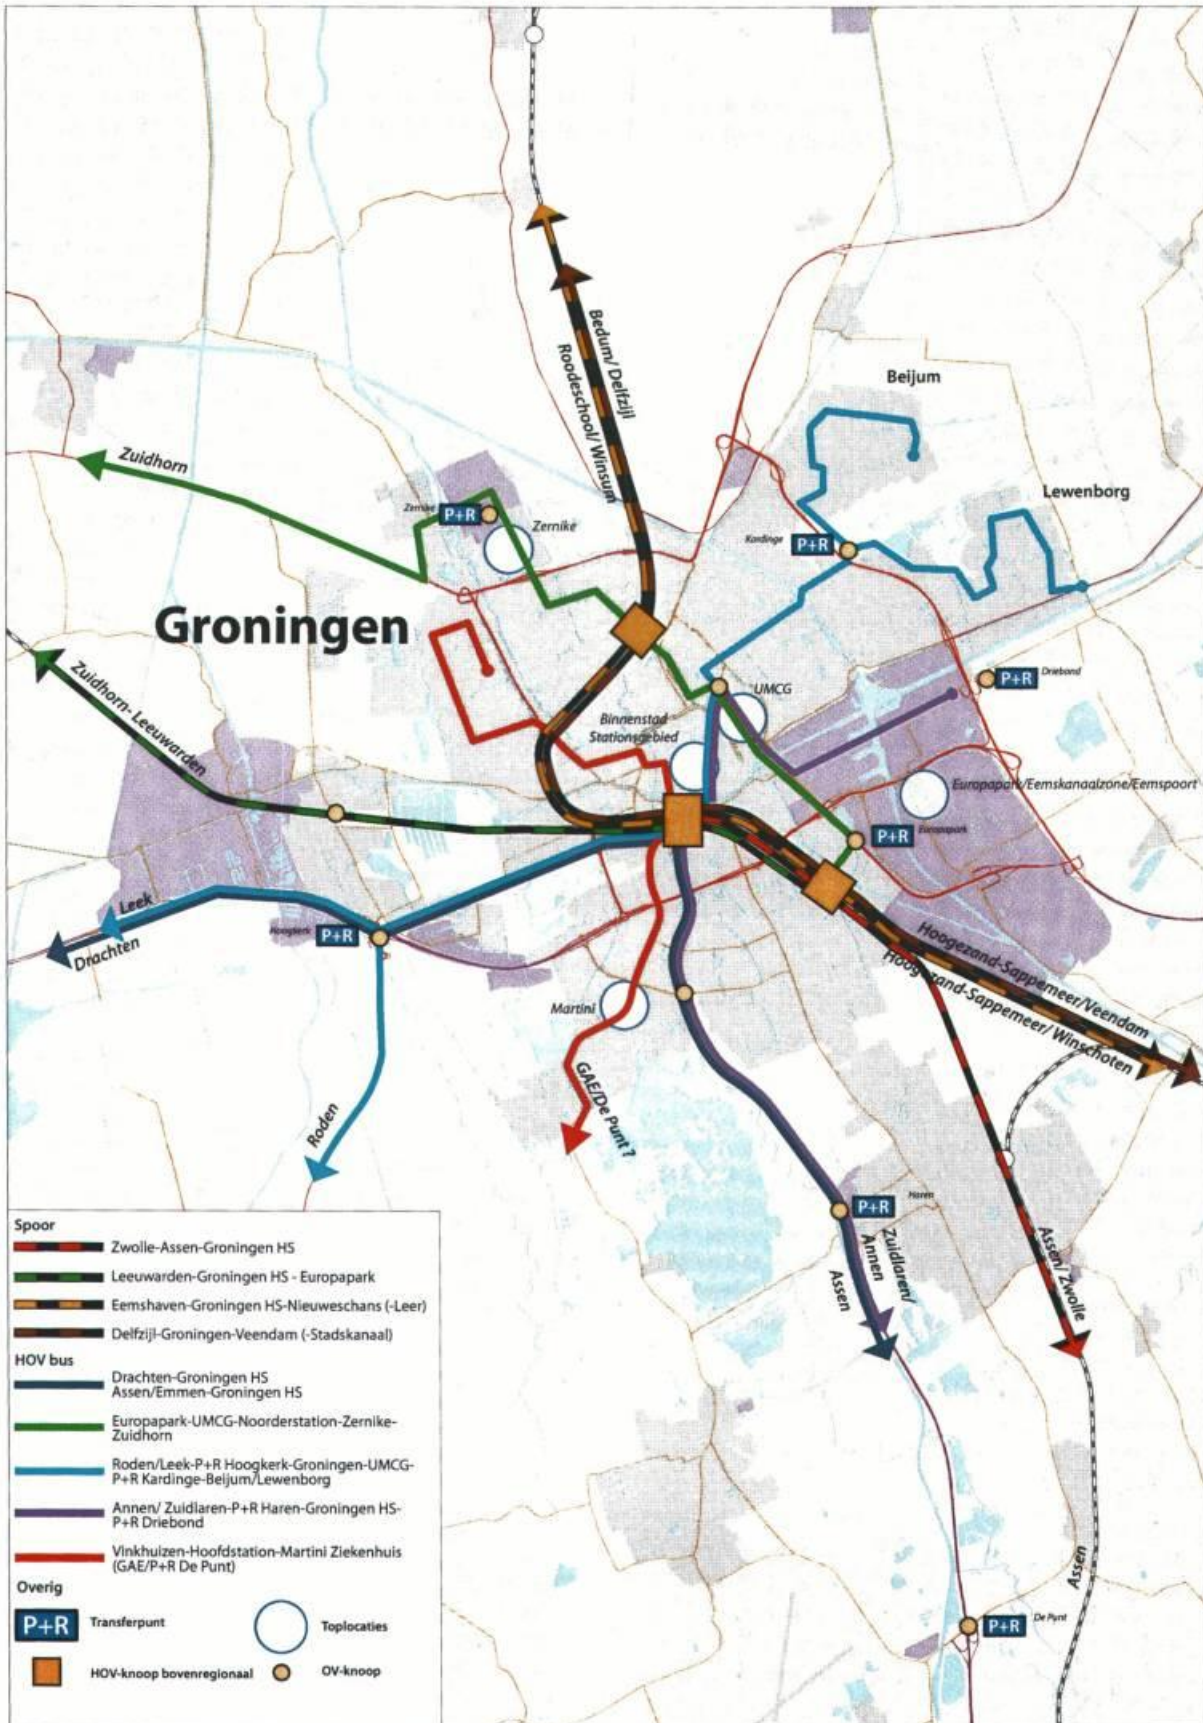 Beijum
Bedum/ Delfzijl
Roodeschool/ Winsum
Lewenborg
Zuidhorn
Zernike
P+R
Zernike
Kardinge
P+R
Groningen
Zuidhorn- Leeuwarden
P+R
Driebond
UMCG
Binnenstad
Stationsgebied
Europapark/Eemskanaalzone/Eemspoort
P+R
Europapark
Leek
Drachten
Hoogkerk
P+R
Hoogezand-Sappemeer/Veendam
Hoogezand-Sappemeer/ Winschoten
Martini
GAE/De Punt ?
Roden
P+R
Haren
Zuidlaren/
Annen
Assen
Assen/ Zwolle
Assen
P+R
De Punt
Spoor
Zwolle-Assen-Groningen HS
Leeuwarden-Groningen HS - Europapark
Eemshaven-Groningen HS-Nieuweschans (-Leer)
Delfzijl-Groningen-Veendam (-Stadskanaal)
HOV bus
Drachten-Groningen HS
Assen/Emmen-Groningen HS
Europapark-UMCG-Noorderstation-Zernike-
Zuidhorn
Roden/Leek-P+R Hoogkerk-Groningen-UMCG-
P+R Kardinge-Beijum/Lewenborg
Annen/ Zuidlaren-P+R Haren-Groningen HS-
P+R Driebond
Vinkhuizen-Hoofdstation-Martini Ziekenhuis
(GAE/P+R De Punt)
Overig
P+R
Transferpunt
Toplocaties
HOV-knoop bovenregionaal
OV-knoop